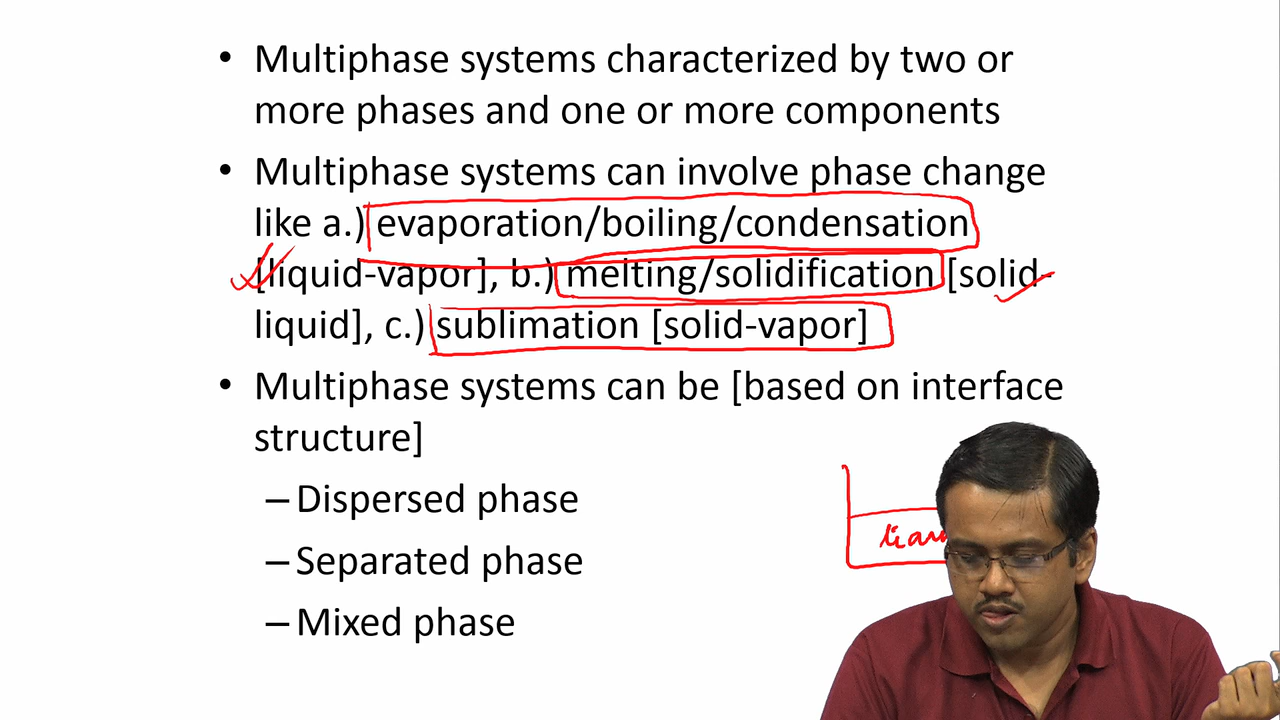 • Multiphase systems characterized by two or
more phases and one or more components
• Multiphase systems can involve phase change
like a.) evaporation/boiling/condensation
[liquid-vapor], b.) melting/solidification [solid-
liquid], c.) sublimation [solid-vapor]
• Multiphase systems can be [based on interface
structure]
– Dispersed phase
– Separated phase
– Mixed phase